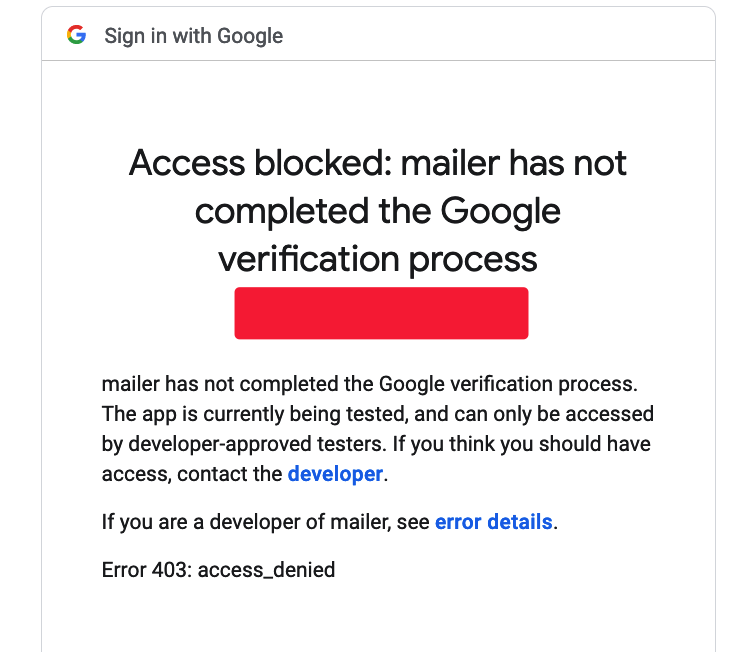 Sign in with Google
Access blocked: mailer has not
completed the Google
verification process
mailer has not completed the Google verification process.
The app is currently being tested, and can only be accessed
by developer-approved testers. If you think you should have
access, contact the developer.
If you are a developer of mailer, see error details.
Error 403: access_denied